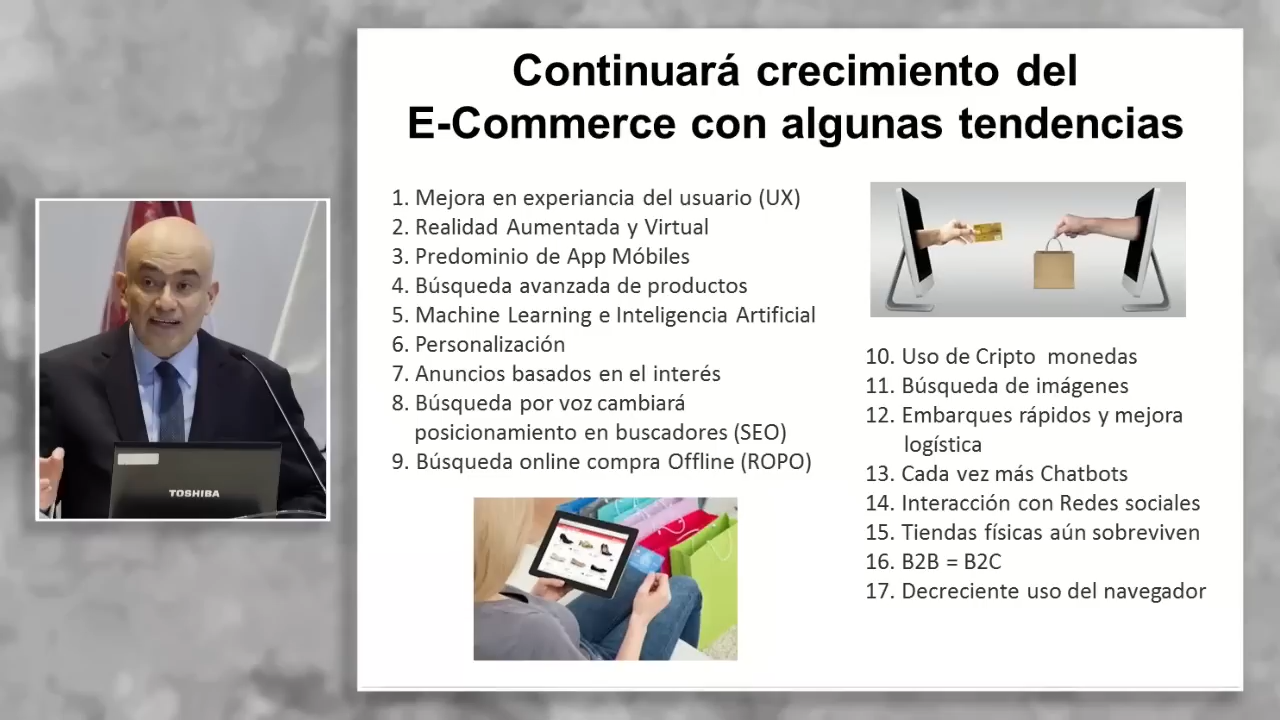 Continuará crecimiento del
E-Commerce con algunas tendencias
1. Mejora en experiancia del usuario (UX)
2. Realidad Aumentada y Virtual
3. Predominio de App Móbiles
4. Búsqueda avanzada de productos
5. Machine Learning e Inteligencia Artificial
6. Personalización
7. Anuncios basados en el interés
8. Búsqueda por voz cambiará
posicionamiento en buscadores (SEO)
9. Búsqueda online compra Offline (ROPO)
10. Uso de Cripto monedas
11. Búsqueda de imágenes
12. Embarques rápidos y mejora
logística
13. Cada vez más Chatbots
14. Interacción con Redes sociales
15. Tiendas físicas aún sobreviven
16. B2B = B2C
17. Decreciente uso del navegador
TOSHIBA